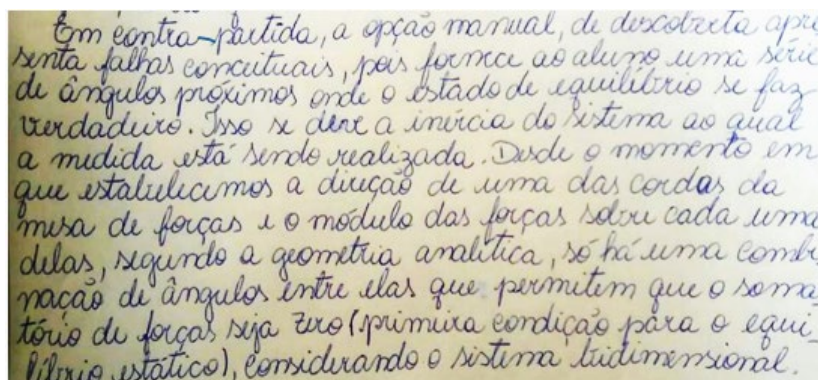 Em contra-partida, a opção manual, de descoberta apre
senta falhas conceituais, pois fornece ao aluno uma série
de ângulos próximos onde o estado de equilíbrio se faz
verdadeiro. Isso se deve a inércia do sistema ao qual
a medida está sendo realizada. Desde o momento em
que estabelecemos a direção de uma das cordas da
mesa de forças e o módulo das forças sobre cada uma
delas, segundo a geometria analítica, só há uma combi
nação de ângulos entre elas que permitem que o soma
tório de forças seja zero (primeira condição para o equi-
líbrio estático), considerando o sistema tridimensional.